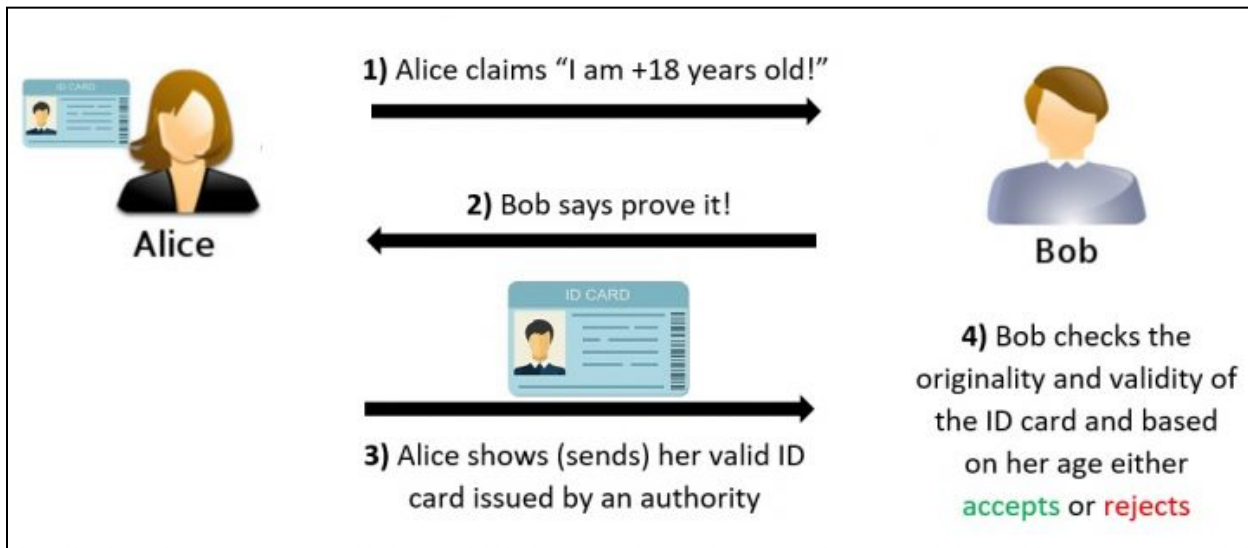 ID CARD
Alice
1) Alice claims “I am +18 years old!”
2) Bob says prove it!
ID CARD
3) Alice shows (sends) her valid ID
card issued by an authority
Bob
4) Bob checks the
originality and validity of
the ID card and based
on her age either
accepts or rejects